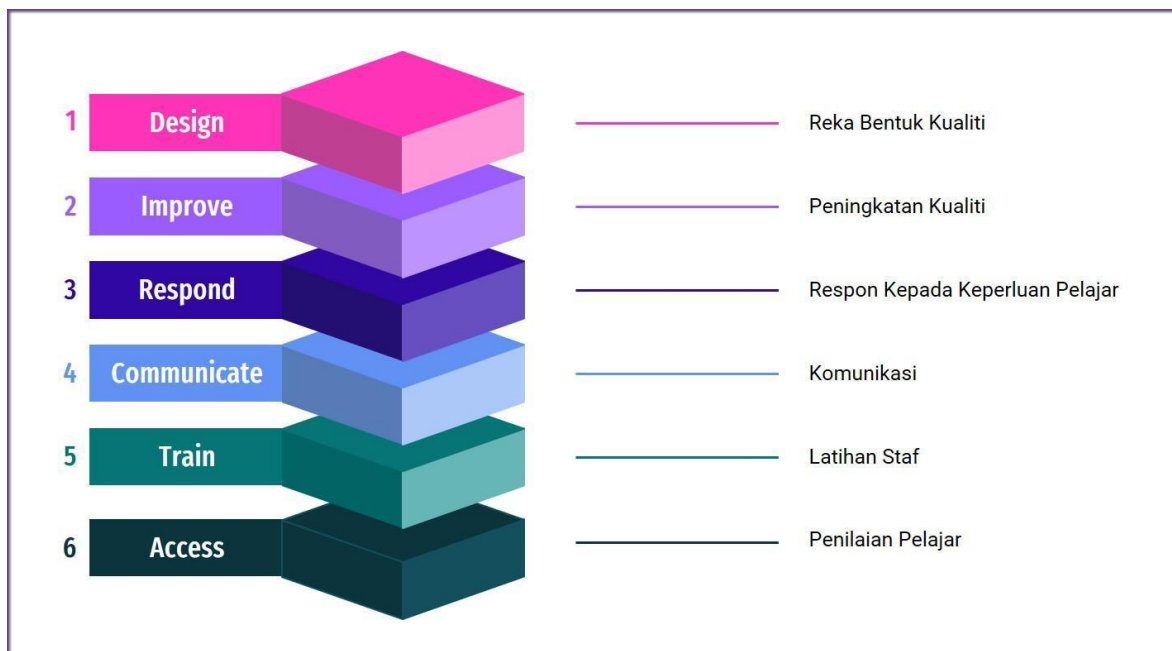 1 Design Reka Bentuk Kualiti
2 Improve Peningkatan Kualiti
3 Respond Respon Kepada Keperluan Pelajar
4 Communicate Komunikasi
5 Train Latihan Staf
6 Access Penilaian Pelajar